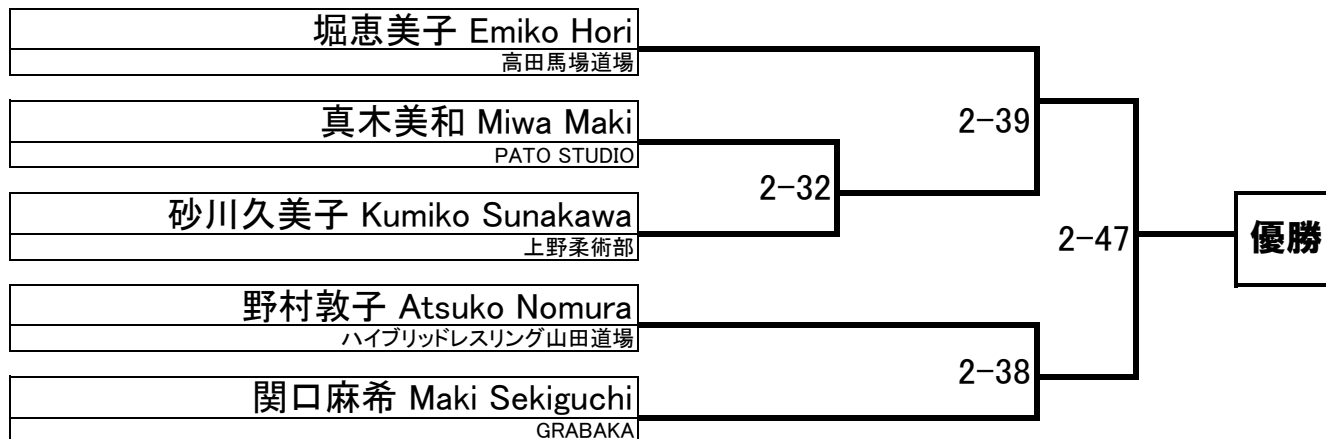 堀恵美子 Emiko Hori
高田馬場道場
真木美和 Miwa Maki
PATO STUDIO
砂川久美子 Kumiko Sunakawa
上野柔術部
野村敦子 Atsuko Nomura
ハイブリッドレスリング山田道場
関口麻希 Maki Sekiguchi
GRABAKA
2-32
2-39
2-38
2-47
優勝